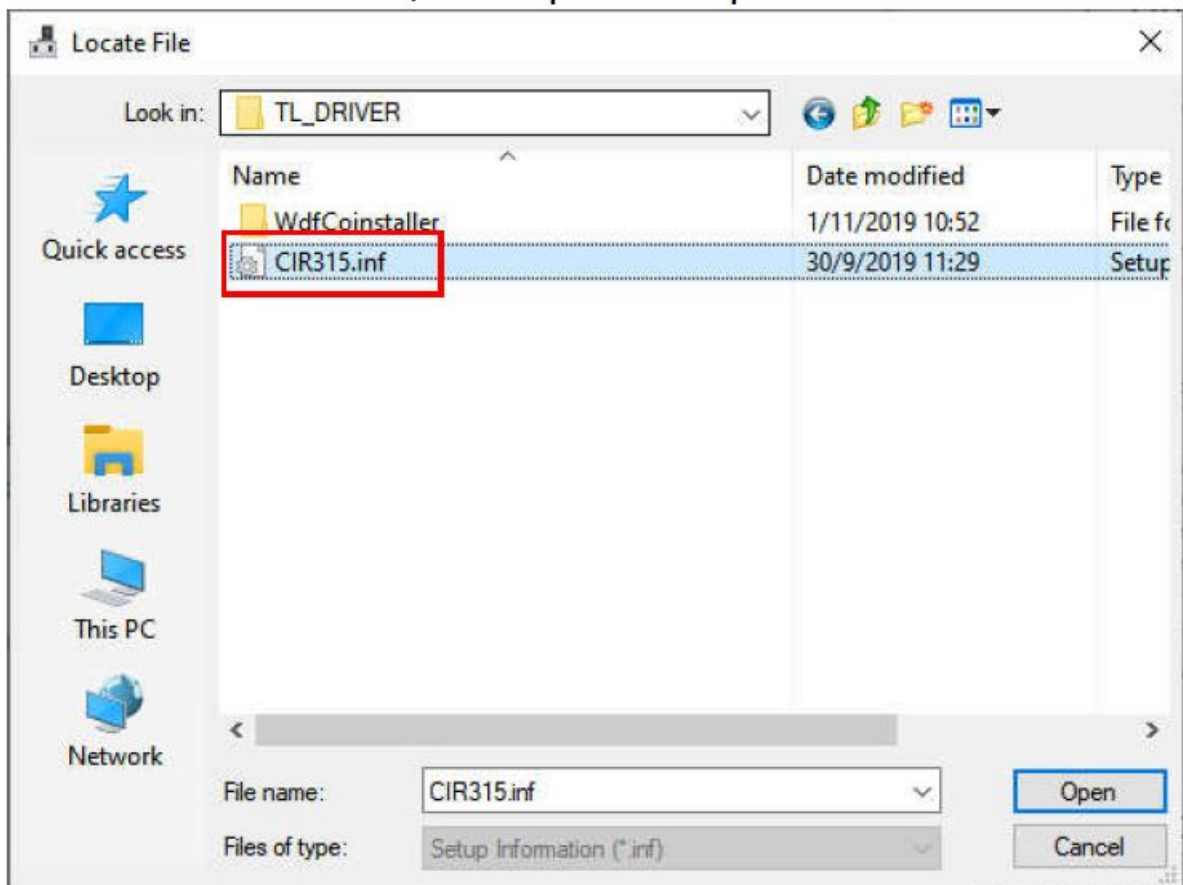 Locate File
Look in: TL_DRIVER
Name Date modified Type
WdfCoinstaller 1/11/2019 10:52 File
CIR315.inf 30/9/2019 11:29 Setup
Quick access
Desktop
Libraries
This PC
Network
File name: CIR315.inf Open
Files of type: Setup Information (*.inf) Cancel